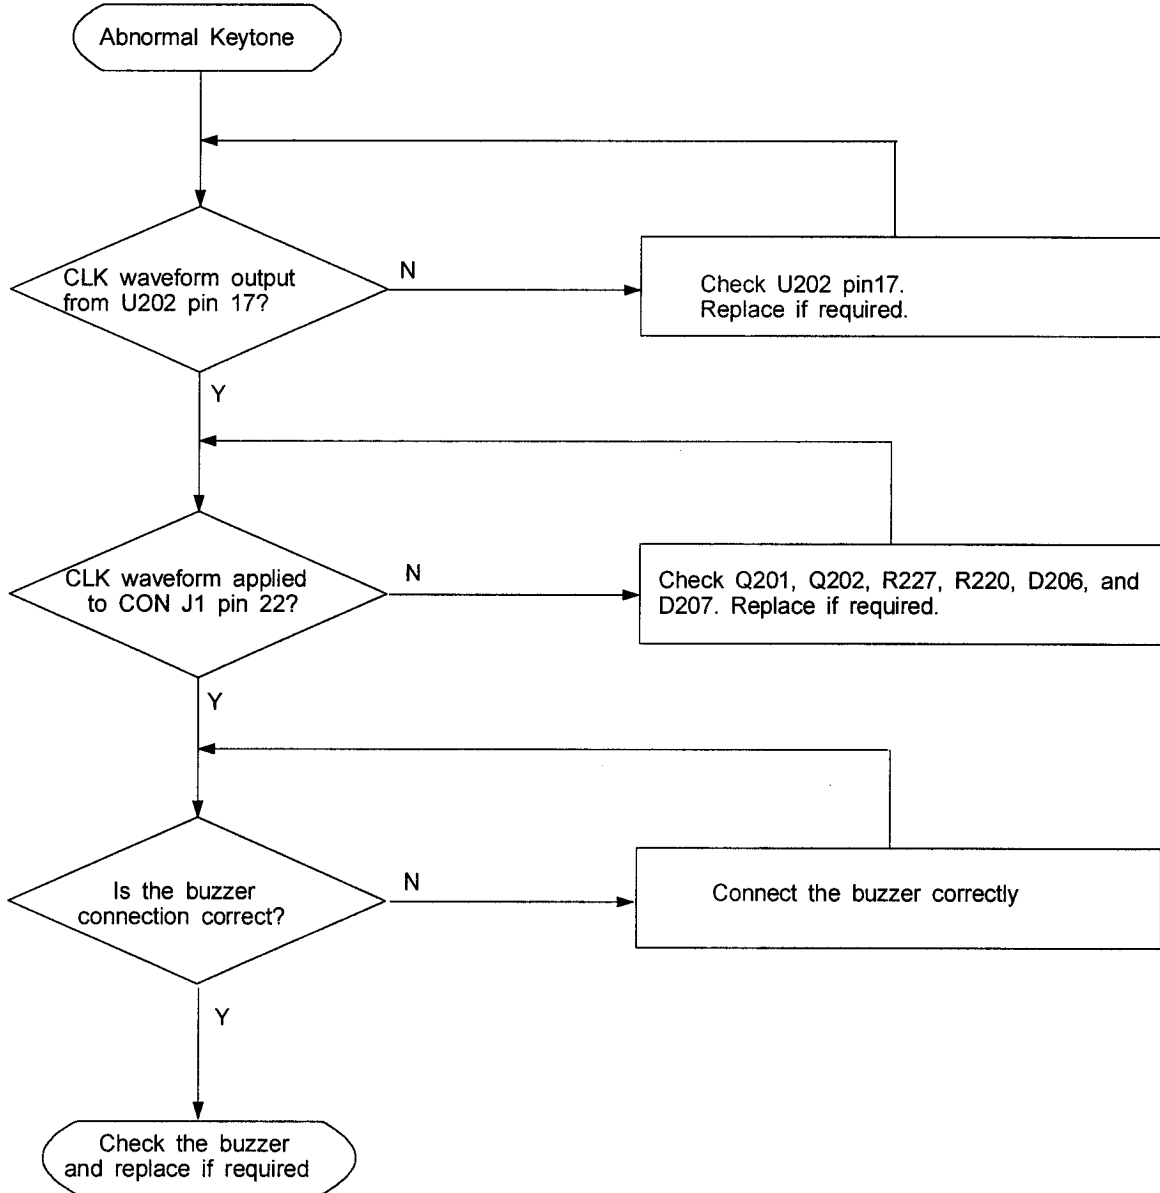 Abnormal Keytone
CLK waveform output
from U202 pin 17?
N
Check U202 pin17.
Replace if required.
Y
CLK waveform applied
to CON J1 pin 22?
N
Check Q201, Q202, R227, R220, D206, and
D207. Replace if required.
Y
Is the buzzer
connection correct?
N
Connect the buzzer correctly
Y
Check the buzzer
and replace if required